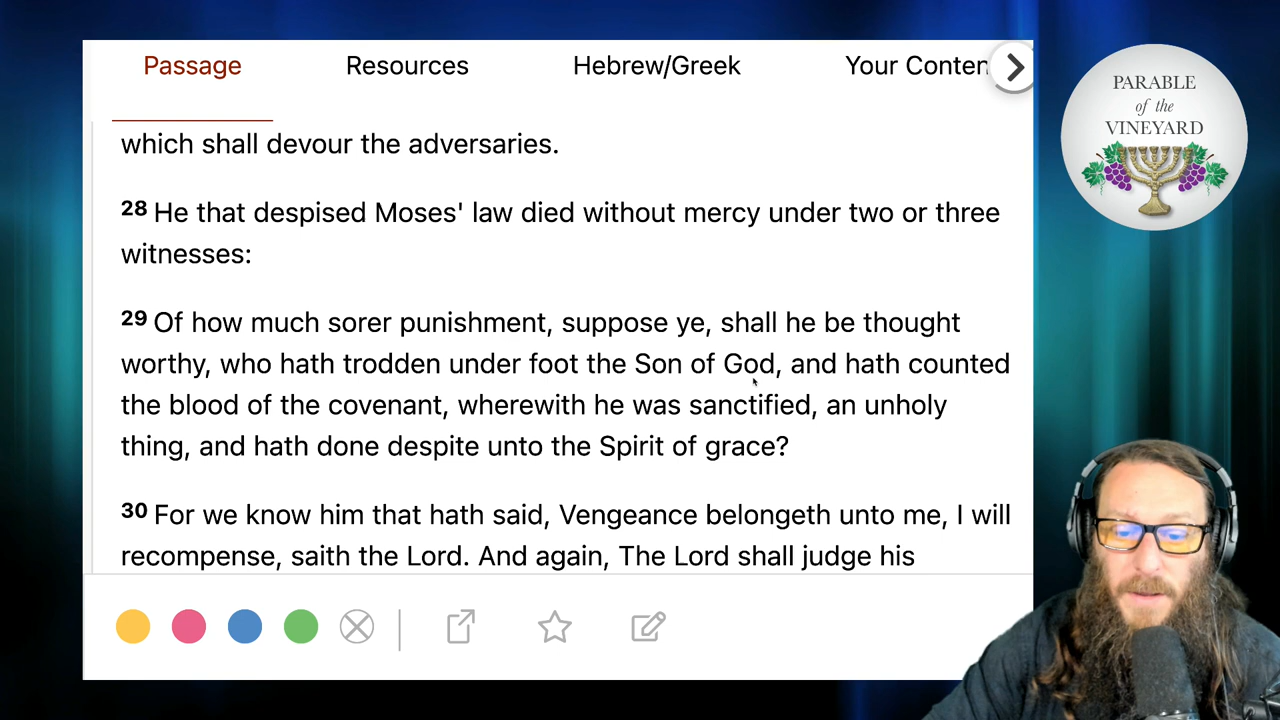 Passage
Resources
Hebrew/Greek
Your Conten
PARABLE
of the
VINEYARD
which shall devour the adversaries.
28 He that despised Moses' law died without mercy under two or three
witnesses:
29 Of how much sorer punishment, suppose ye, shall he be thought
worthy, who hath trodden under foot the Son of God, and hath counted
the blood of the covenant, wherewith he was sanctified, an unholy
thing, and hath done despite unto the Spirit of grace?
30 For we know him that hath said, Vengeance belongeth unto me, I will
recompense, saith the Lord. And again, The Lord shall judge his